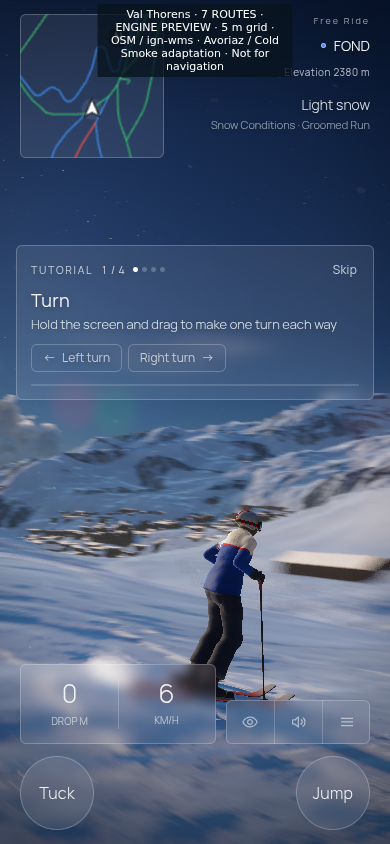 Val Thorens · 7 ROUTES ·
ENGINE PREVIEW · 5 m grid ·
OSM / ign-wms · Avoriaz / Cold
Smoke adaptation · Not for
navigation
Free Ride
FOND
Elevation 2380 m
Light snow
Snow Conditions · Groomed Run
TUTORIAL 1 / 4
Skip
Turn
Hold the screen and drag to make one turn each way
← Left turn
Right turn →
0
DROP M
6
KM/H
Tuck
Jump